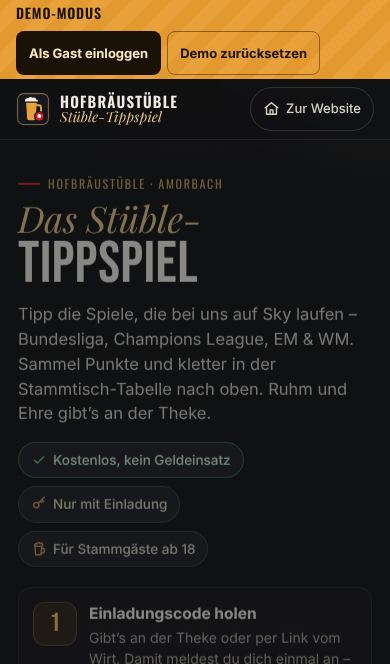 DEMO-MODUS
Als Gast einloggen
Demo zurücksetzen
HOFBRÄUSTÜBLE
Stüble-Tippspiel
Zur Website
HOFBRÄUSTÜBLE · AMORBACH
Das Stüble-
TIPPSPIEL
Tipp die Spiele, die bei uns auf Sky laufen –
Bundesliga, Champions League, EM & WM.
Sammel Punkte und kletter in der
Stammtisch-Tabelle nach oben. Ruhm und
Ehre gibt’s an der Theke.
Kostenlos, kein Geldeinsatz
Nur mit Einladung
Für Stammgäste ab 18
1
Einladungscode holen
Gibt’s an der Theke oder per Link vom
Wirt. Damit meldest du dich einmal an –